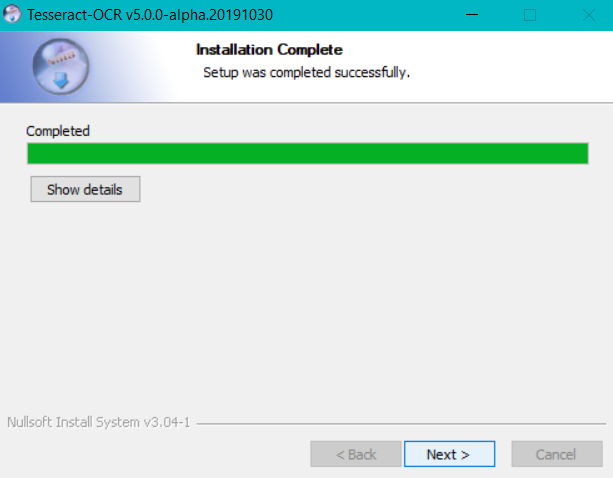 Tesseract-OCR v5.0.0-alpha.20191030
Installation Complete
Setup was completed successfully.
Completed
Show details
Nullsoft Install System v3.04-1
< Back
Next >
Cancel